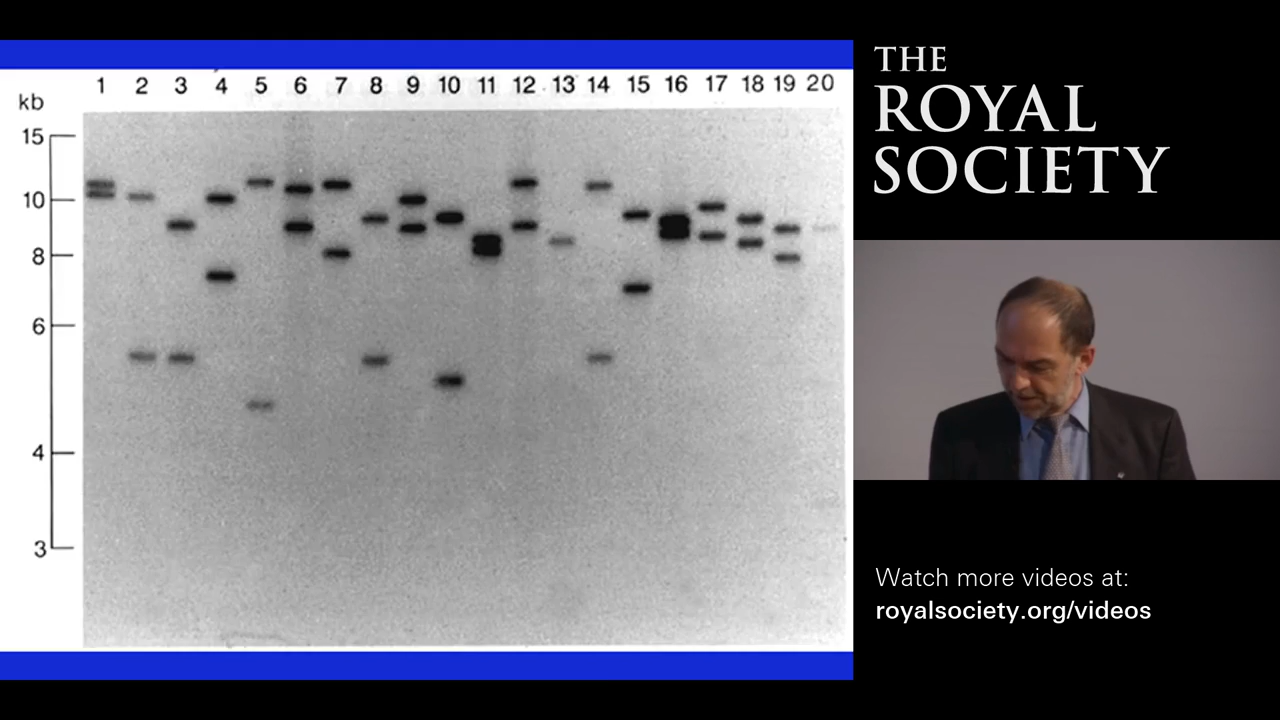 1 2 3 4 5 6 7 8 9 10 11 12 13 14 15 16 17 18 19 20
kb
15
10
8
6
4
3
THE
ROYAL
SOCIETY
Watch more videos at:
royalsociety.org/videos